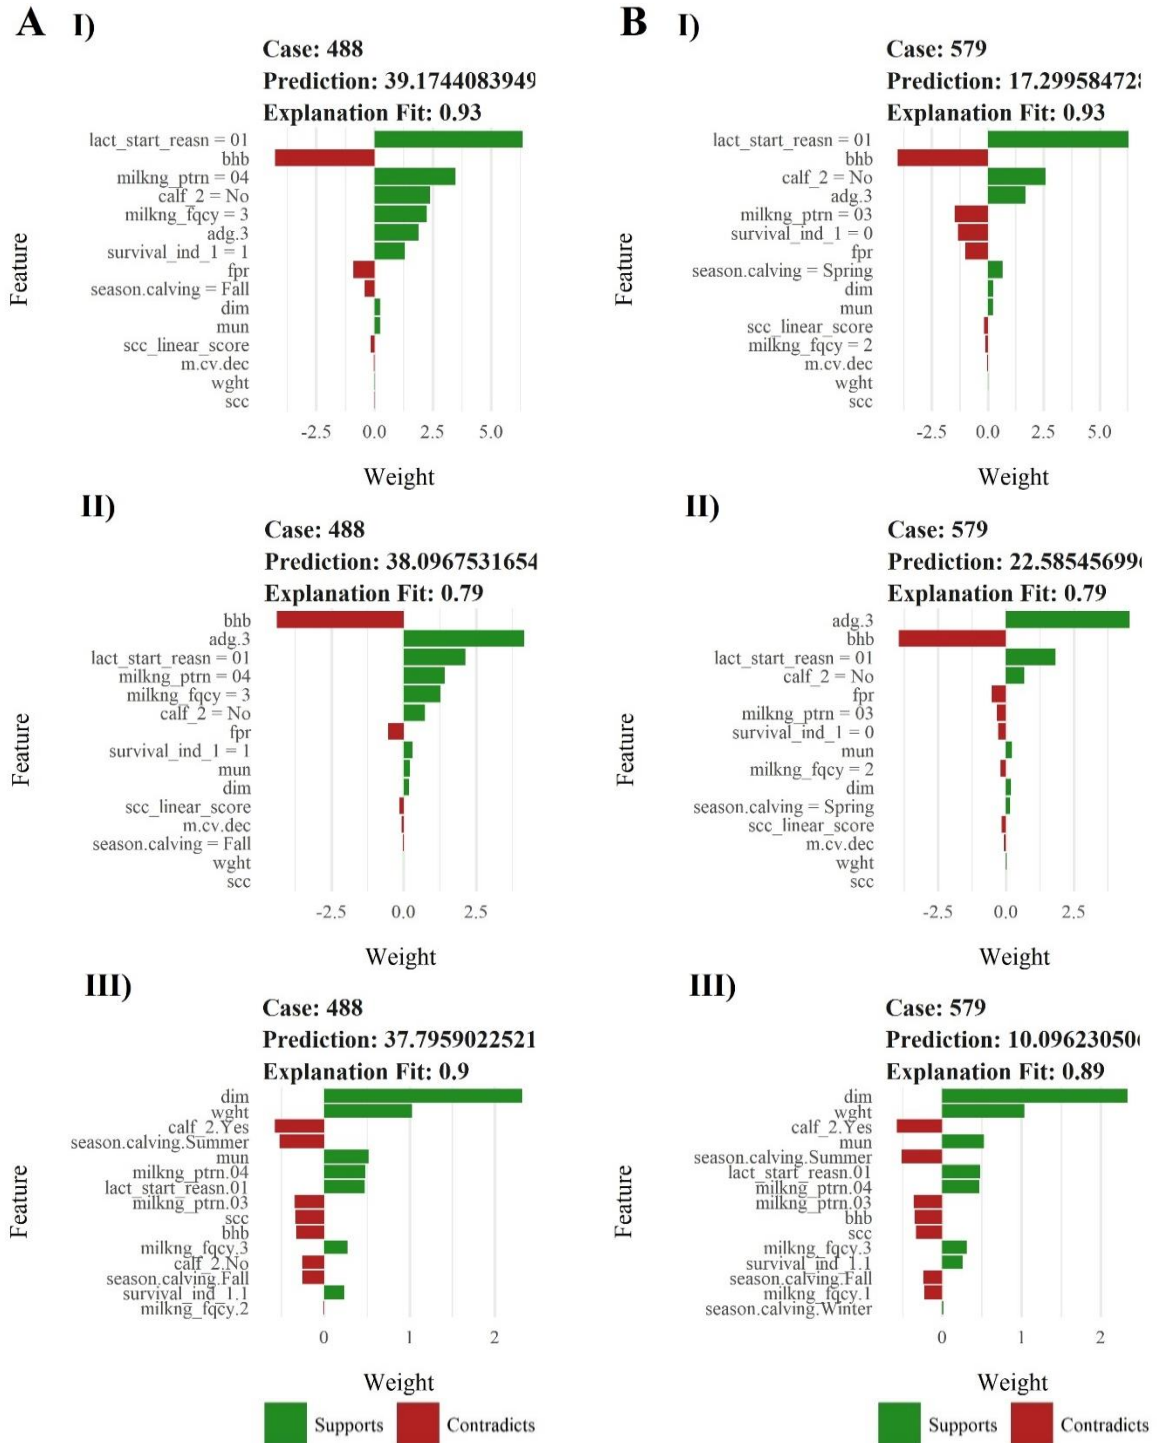 A I)
Case: 488
Prediction: 39.1744083949
Explanation Fit: 0.93
Feature
lact_start_reasn = 01
bhb
milkng_ptrn = 04
calf_2 = No
milkng_fqcy = 3
adg.3
survival_ind_1 = 1
fpr
season.calving = Fall
dim
mun
scc_linear_score
m.cv.dec
wght
scc
-2.5 0.0 2.5 5.0
Weight
B I)
Case: 579
Prediction: 17.29958472
Explanation Fit: 0.93
Feature
lact_start_reasn = 01
bhb
calf_2 = No
adg.3
milkng_ptrn = 03
survival_ind_1 = 0
fpr
season.calving = Spring
dim
mun
scc_linear_score
milkng_fqcy = 2
m.cv.dec
wght
scc
-2.5 0.0 2.5 5.0
Weight
II)
Case: 488
Prediction: 38.0967531654
Explanation Fit: 0.79
Feature
bhb
adg.3
lact_start_reasn = 01
milkng_ptrn = 04
milkng_fqcy = 3
calf_2 = No
fpr
survival_ind_1 = 1
mun
dim
scc_linear_score
m.cv.dec
season.calving = Fall
wght
scc
-2.5 0.0 2.5
Weight
II)
Case: 579
Prediction: 22.585456996
Explanation Fit: 0.79
Feature
adg.3
bhb
lact_start_reasn = 01
calf_2 = No
fpr
milkng_ptrn = 03
survival_ind_1 = 0
mun
milkng_fqcy = 2
dim
season.calving = Spring
scc_linear_score
m.cv.dec
wght
scc
-2.5 0.0 2.5
Weight
III)
Case: 488
Prediction: 37.7959022521
Explanation Fit: 0.9
Feature
dim
wght
calf_2.Yes
season.calving.Summer
mun
milkng_ptrn.04
lact_start_reasn.01
milkng_ptrn.03
scc
bhb
milkng_fqcy.3
calf_2.No
season.calving.Fall
survival_ind_1.1
milkng_fqcy.2
0 1 2
Weight
Supports Contradicts
III)
Case: 579
Prediction: 10.096230506
Explanation Fit: 0.89
Feature
dim
wght
calf_2.Yes
mun
season.calving.Summer
lact_start_reasn.01
milkng_ptrn.04
milkng_ptrn.03
bhb
scc
milkng_fqcy.3
survival_ind_1.1
season.calving.Fall
milkng_fqcy.1
season.calving.Winter
0 1 2
Weight
Supports Contradicts